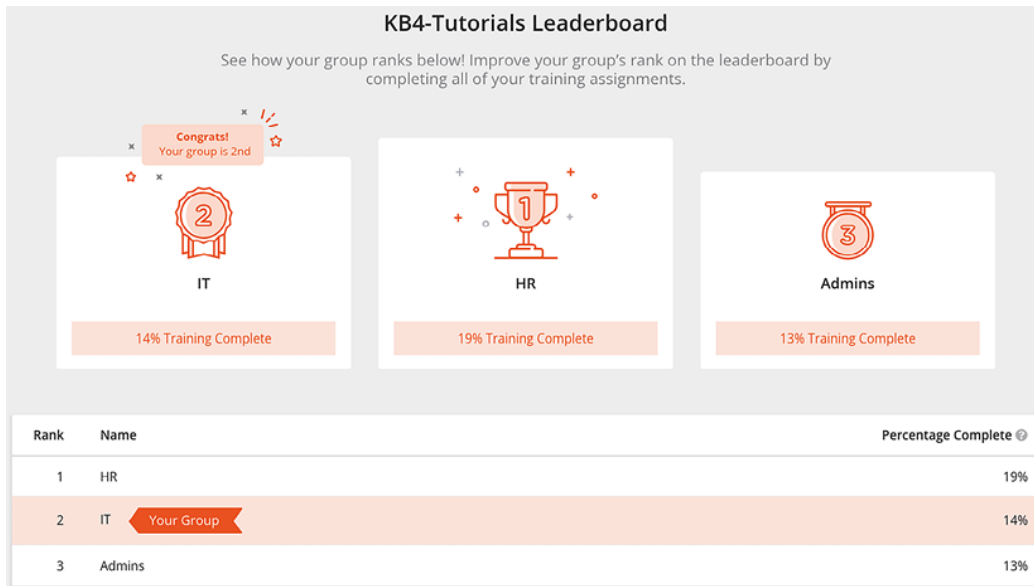 KB4-Tutorials Leaderboard
See how your group ranks below! Improve your group's rank on the leaderboard by
completing all of your training assignments.
Congrats!
Your group is 2nd
2
IT
14% Training Complete
1
HR
19% Training Complete
3
Admins
13% Training Complete
Rank Name Percentage Complete ?
1 HR 19%
2 IT Your Group 14%
3 Admins 13%